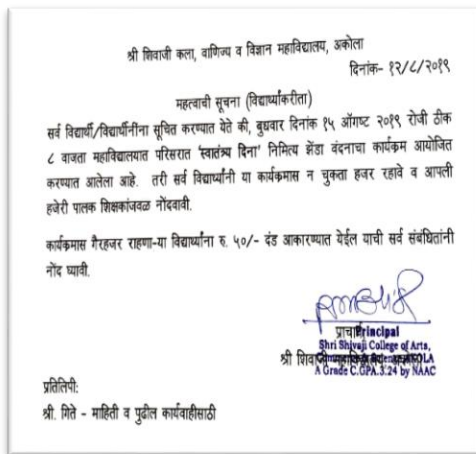 श्री शिवाजी कला, वाणिज्य व विज्ञान महाविद्यालय, अकोला
दिनांक- १२/८/२०१९
महत्वाची सूचना (विद्यार्थ्यांकरीता)
सर्व विद्यार्थी/विद्यार्थीनींना सूचित करण्यात येते की, बुधवार दिनांक १५ ऑगष्ट २०१९ रोजी ठीक
८ वाजता महाविद्यालयात परिसरात 'स्वातंत्र्य दिना' निमित्य झेंडा वंदनाचा कार्यक्रम आयोजित
करण्यात आलेला आहे. तरी सर्व विद्यार्थ्यांनी या कार्यक्रमास न चुकता हजर रहावे व आपली
हजेरी पालक शिक्षकांजवळ नोंदवावी.
कार्यक्रमास गैरहजर राहणा-या विद्यार्थ्यांना रु. ५०/- दंड आकारण्यात येईल याची सर्व संबंधितांनी
नोंद घ्यावी.
प्राचार्य Principal
Shri Shivaji College of Arts,
श्री शिवाजी
A Grade C.GPA.3.24 by NAAC
प्रतिलिपी:
श्री. गिते - माहिती व पुढील कार्यवाहीसाठी